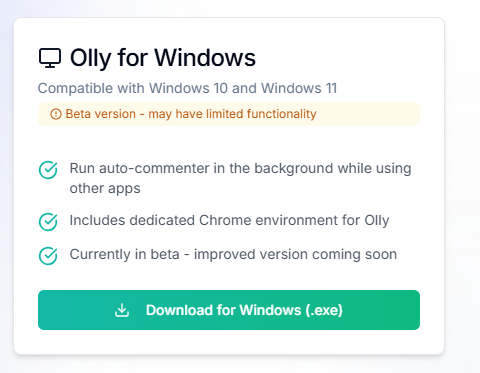 Olly for Windows
Compatible with Windows 10 and Windows 11
Beta version - may have limited functionality
Run auto-commenter in the background while using
other apps
Includes dedicated Chrome environment for Olly
Currently in beta - improved version coming soon
Download for Windows (.exe)